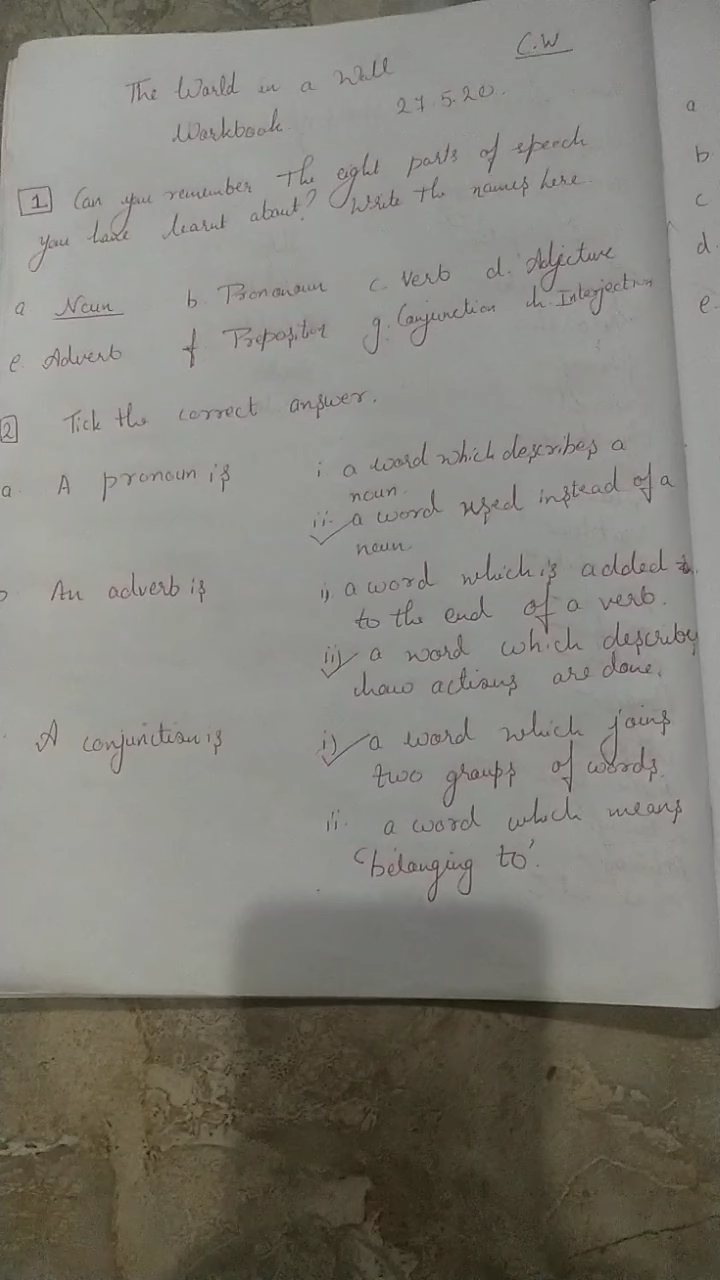 C.W
The World in a Wall
Workbook. 27.5.20.
1. Can you remember the eight parts of speech
you have learnt about? Write the names here.
a Noun b. Pronoun c. Verb d. Adjective
e. Adverb f. Preposition g. Conjunction h. Interjection
2 Tick the correct answer.
a. A pronoun is i a word which describes a
noun.
ii. a word used instead of a
noun
An adverb is i) a word which is added
to the end of a verb.
ii) a word which describes
how actions are done.
A conjunction is i) a word which joins
two groups of words.
ii. a word which means
'belonging to'.
a
b
c
d.
e.